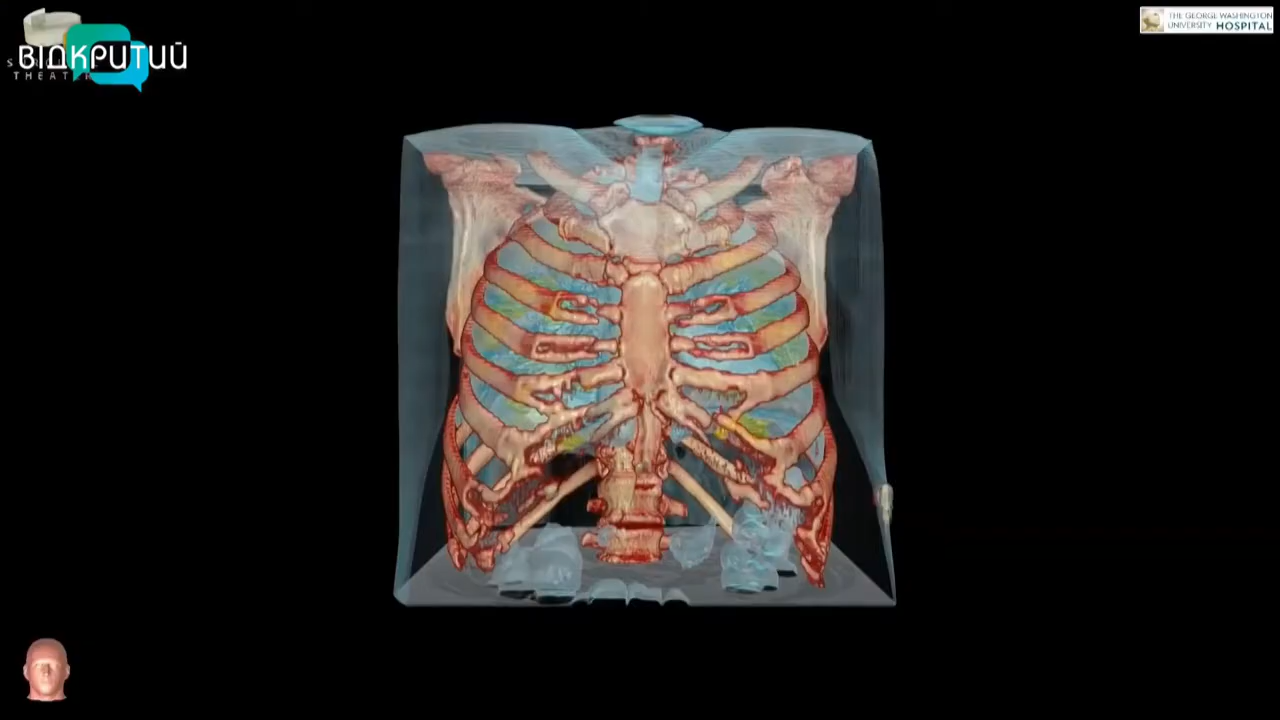 ВІДКРИТИЙ
THE GEORGE WASHINGTON
UNIVERSITY HOSPITAL